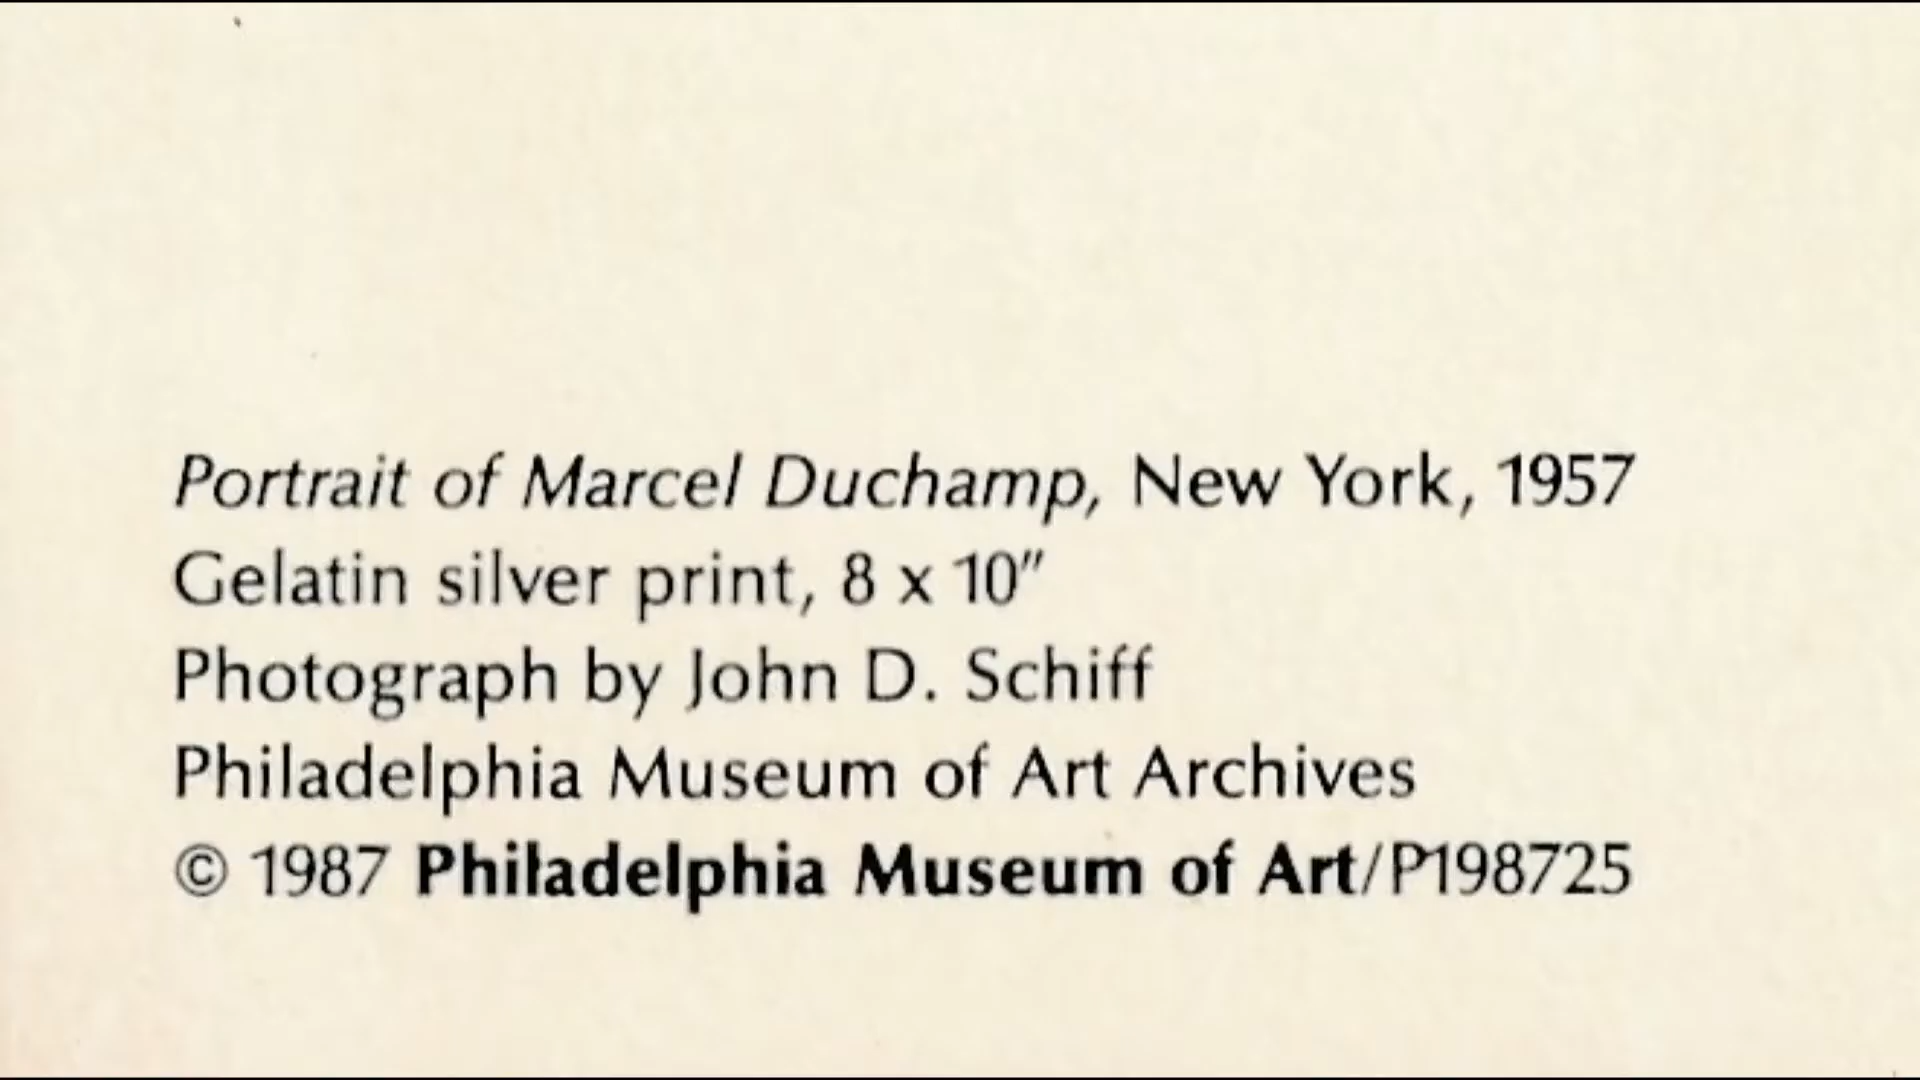 Portrait of Marcel Duchamp, New York, 1957
Gelatin silver print, 8 x 10"
Photograph by John D. Schiff
Philadelphia Museum of Art Archives
© 1987 Philadelphia Museum of Art/P198725